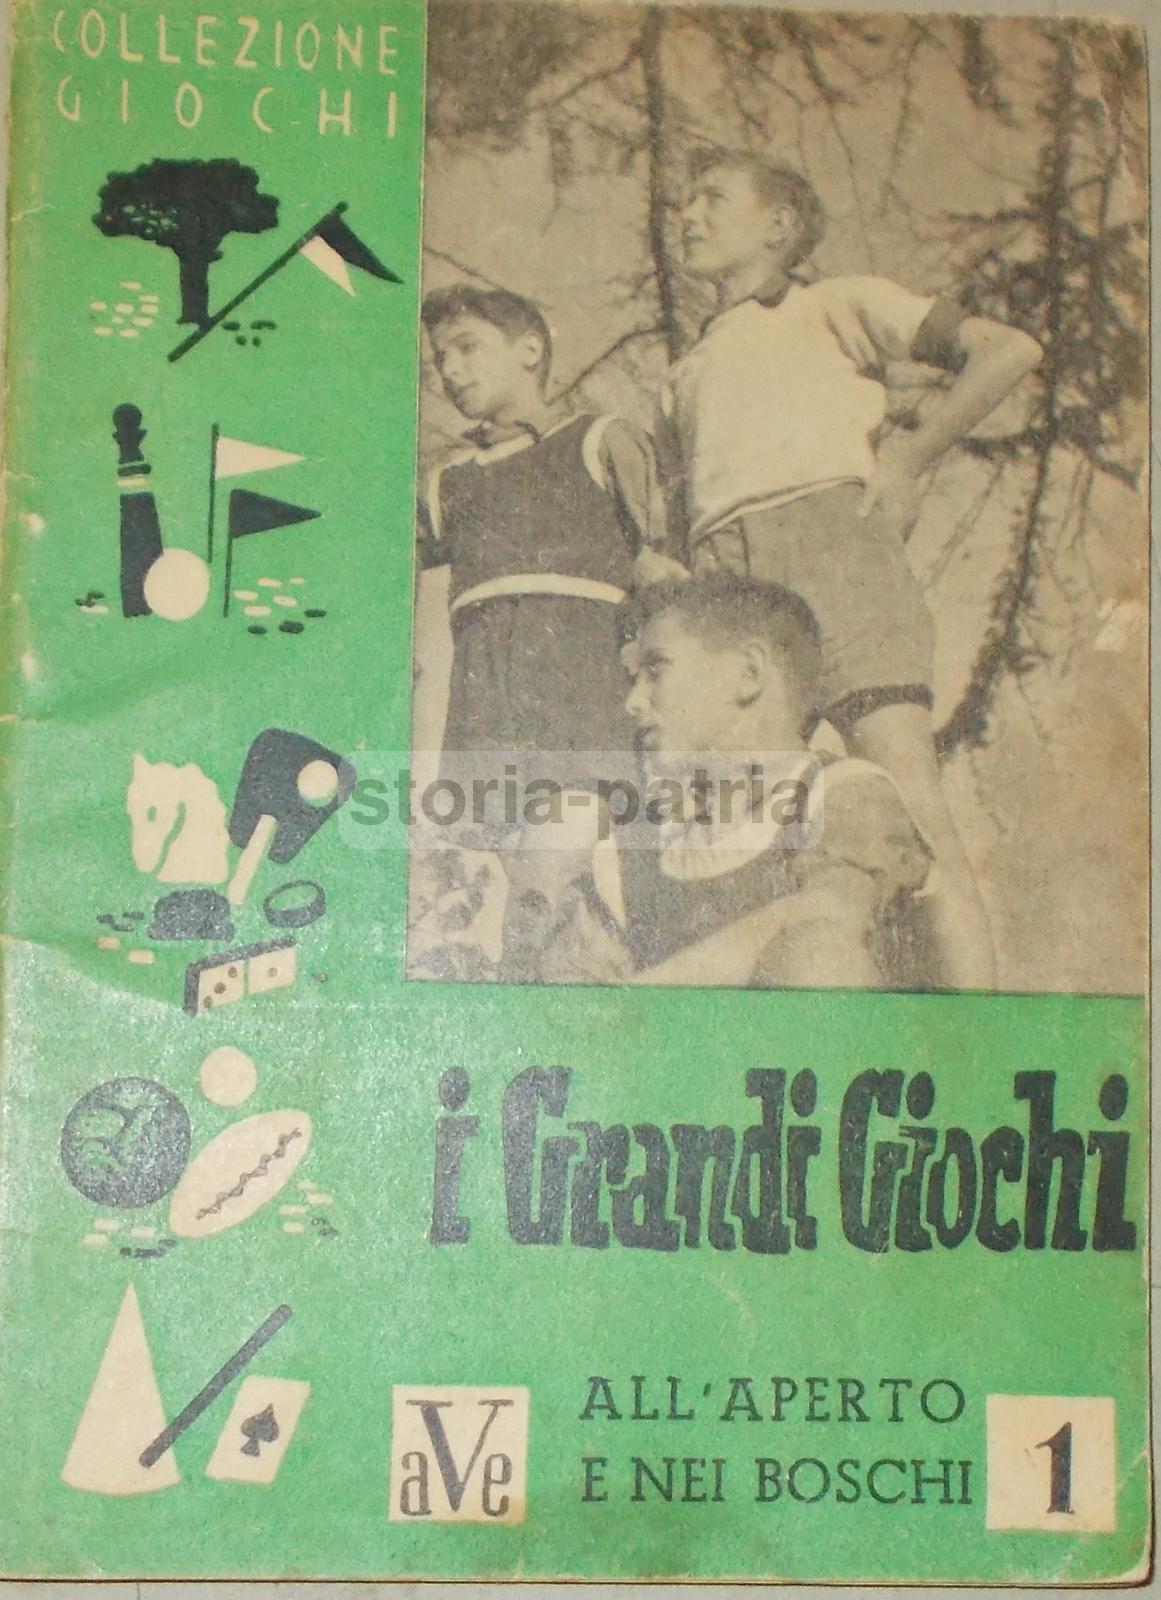 COLLEZIONE
GIOCHI
storia-patria
i Grandi Giochi
aVe
ALL'APERTO
E NEI BOSCHI
1